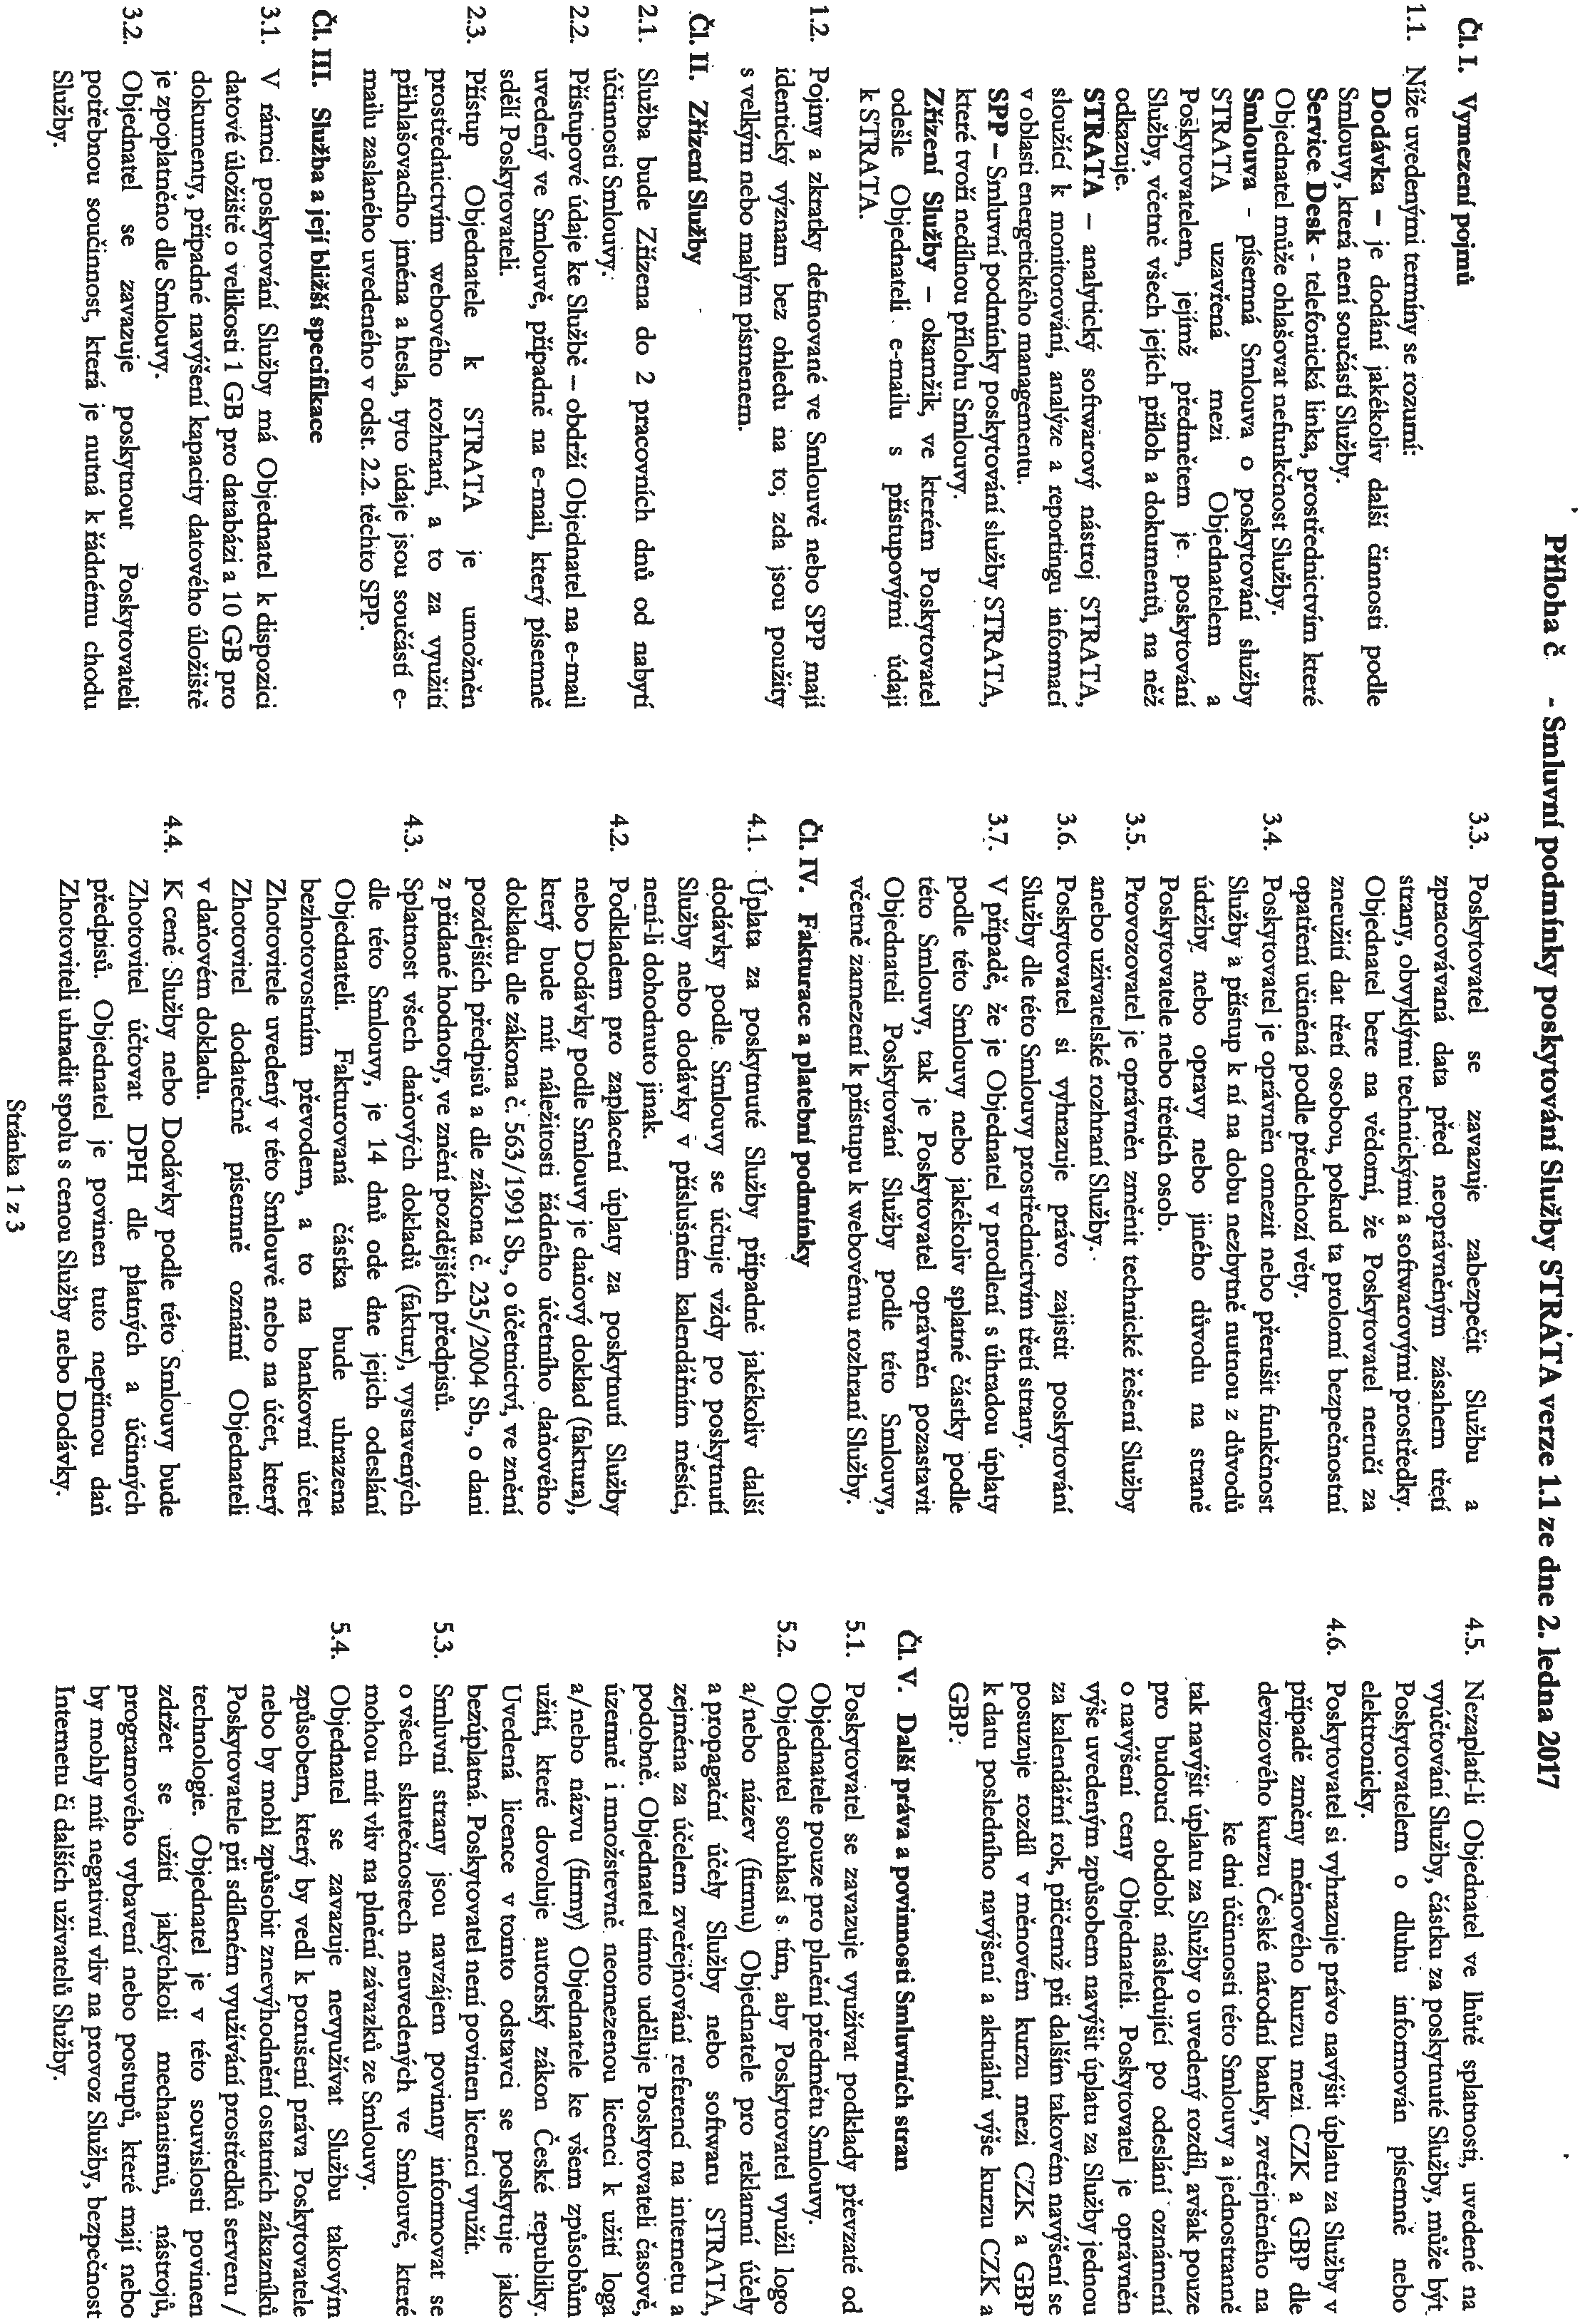 Příloha č - Smluvní podmínky poskytování Služby STRATA verze 1.1 ze dne 2. ledna 2017
Čl. I. Vymezení pojmů
1.1. Níže uvedenými termíny se rozumí:
Dodávka – je dodání jakékoliv další činnosti podle
Smlouvy, která není součástí Služby.
Service Desk - telefonická linka, prostřednictvím které
Objednatel může ohlašovat nefunkčnost Služby.
Smlouva - písemná Smlouva o poskytování služby
STRATA uzavřená mezi Objednatelem a
Poskytovatelem, jejímž předmětem je poskytování
Služby, včetně všech jejích příloh a dokumentů, na něž
odkazuje.
STRATA – analytický softwarový nástroj STRATA,
sloužící k monitorování, analýze a reportingu informací
v oblasti energetického managementu.
SPP – Smluvní podmínky poskytování služby STRATA,
které tvoří nedílnou přílohu Smlouvy.
Zřízení Služby – okamžik, ve kterém Poskytovatel
odešle Objednateli e-mailu s přístupovými údaji
k STRATA.
1.2. Pojmy a zkratky definované ve Smlouvě nebo SPP mají
identický význam bez ohledu na to, zda jsou použity
s velkým nebo malým písmenem.
Čl. II. Zřízení Služby
2.1. Služba bude Zřízena do 2 pracovních dnů od nabytí
účinnosti Smlouvy.
2.2. Přístupové údaje ke Službě – obdrží Objednatel na e-mail
uvedený ve Smlouvě, případně na e-mail, který písemně
sdělí Poskytovateli.
2.3. Přístup Objednatele k STRATA je umožněn
prostřednictvím webového rozhraní, a to za využití
přihlašovacího jména a hesla, tyto údaje jsou součástí e-
mailu zaslaného uvedeného v odst. 2.2. těchto SPP.
Čl. III. Služba a její bližší specifikace
3.1. V rámci poskytování Služby má Objednatel k dispozici
datové úložiště o velikosti 1 GB pro databázi a 10 GB pro
dokumenty, případné navýšení kapacity datového úložiště
je zpoplatněno dle Smlouvy.
3.2. Objednatel se zavazuje poskytnout Poskytovateli
potřebnou součinnost, která je nutná k řádnému chodu
Služby.
3.3. Poskytovatel se zavazuje zabezpečit Službu a
zpracovávaná data před neoprávněným zásahem třetí
strany, obvyklými technickými a softwarovými prostředky.
Objednatel bere na vědomí, že Poskytovatel neručí za
zneužití dat třetí osobou, pokud ta prolomí bezpečnostní
opatření učiněná podle předchozí věty.
3.4. Poskytovatel je oprávněn omezit nebo přerušit funkčnost
Služby a přístup k ní na dobu nezbytně nutnou z důvodů
údržby nebo opravy nebo jiného důvodu na straně
Poskytovatele nebo třetích osob.
3.5. Provozovatel je oprávněn změnit technické řešení Služby
anebo uživatelské rozhraní Služby.
3.6. Poskytovatel si vyhrazuje právo zajistit poskytování
Služby dle této Smlouvy prostřednictvím třetí strany.
3.7. V případě, že je Objednatel v prodlení s úhradou úplaty
podle této Smlouvy nebo jakékoliv splatné částky podle
této Smlouvy, tak je Poskytovatel oprávněn pozastavit
Objednateli Poskytování Služby podle této Smlouvy,
včetně zamezení k přístupu k webovému rozhraní Služby.
Čl. IV. Fakturace a platební podmínky
4.1. Úplata za poskytnuté Služby případně jakékoliv další
dodávky podle Smlouvy se účtuje vždy po poskytnutí
Služby nebo dodávky v příslušném kalendářním měsíci,
není-li dohodnuto jinak.
4.2. Podkladem pro zaplacení úplaty za poskytnutí Služby
nebo Dodávky podle Smlouvy je daňový doklad (faktura),
který bude mít náležitosti řádného účetního daňového
dokladu dle zákona č. 563/1991 Sb., o účetnictví, ve znění
pozdějších předpisů a dle zákona č. 235/2004 Sb., o dani
z přidané hodnoty, ve znění pozdějších předpisů.
4.3. Splatnost všech daňových dokladů (faktur), vystavených
dle této Smlouvy, je 14 dnů ode dne jejich odeslání
Objednateli. Fakturovaná částka bude uhrazena
bezhotovostním převodem, a to na bankovní účet
Zhotovitele uvedený v této Smlouvě nebo na účet, který
Zhotovitel dodatečně písemně oznámí Objednateli
v daňovém dokladu.
4.4. K ceně Služby nebo Dodávky podle této Smlouvy bude
Zhotovitel účtovat DPH dle platných a účinných
předpisů. Objednatel je povinen tuto nepřímou daň
Zhotoviteli uhradit spolu s cenou Služby nebo Dodávky.
4.5. Nezaplatí-li Objednatel ve lhůtě splatnosti, uvedené na
vyúčtování Služby, částku za poskytnuté Služby, může být
Poskytovatelem o dluhu informován písemně nebo
elektronicky.
4.6. Poskytovatel si vyhrazuje právo navýšit úplatu za Služby v
případě změny měnového kurzu mezi CZK a GBP dle
devizového kurzu České národní banky, zveřejněného na
ke dni účinnosti této Smlouvy a jednostranně
tak navýšit úplatu za Služby o uvedený rozdíl, avšak pouze
pro budoucí období následující po odeslání oznámení
o navýšení ceny Objednateli. Poskytovatel je oprávněn
výše uvedeným způsobem navýšit úplatu za Služby jednou
za kalendářní rok, přičemž při dalším takovém navýšení se
posuzuje rozdíl v měnovém kurzu mezi CZK a GBP
k datu posledního navýšení a aktuální výše kurzu CZK a
GBP.
Čl. V. Další práva a povinnosti Smluvních stran
5.1. Poskytovatel se zavazuje využívat podklady převzaté od
Objednatele pouze pro plnění předmětu Smlouvy.
5.2. Objednatel souhlasí s tím, aby Poskytovatel využil logo
a/nebo název (firmu) Objednatele pro reklamní účely
a propagační účely Služby nebo softwaru STRATA,
zejména za účelem zveřejňování referencí na internetu a
podobně. Objednatel tímto uděluje Poskytovateli časově,
územně i množstevně neomezenou licenci k užití loga
a/nebo názvu (firmy) Objednatele ke všem způsobům
užití, které dovoluje autorský zákon České republiky.
Uvedená licence v tomto odstavci se poskytuje jako
bezúplatná. Poskytovatel není povinen licenci využít.
5.3. Smluvní strany jsou navzájem povinny informovat se
o všech skutečnostech neuvedených ve Smlouvě, které
mohou mít vliv na plnění závazků ze Smlouvy.
5.4. Objednatel se zavazuje nevyužívat Službu takovým
způsobem, který by vedl k porušení práva Poskytovatele
nebo by mohl způsobit znevýhodnění ostatních zákazníků
Poskytovatele při sdíleném využívání prostředků serveru /
technologie. Objednatel je v této souvislosti povinen
zdržet se užití jakýchkoli mechanismů, nástrojů,
programového vybavení nebo postupů, které mají nebo
by mohly mít negativní vliv na provoz Služby, bezpečnost
Internetu či dalších uživatelů Služby.
Stránka 1 z 3